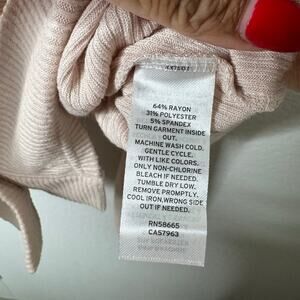 64% RAYON
31% POLYESTER
5% SPANDEX
TURN GARMENT INSIDE
OUT.
MACHINE WASH COLD.
GENTLE CYCLE.
WITH LIKE COLORS.
ONLY NON-CHLORINE
BLEACH IF NEEDED.
TUMBLE DRY LOW.
REMOVE PROMPTLY.
COOL IRON,WRONG SIDE
OUT IF NEEDED.
RN58665
CA57963